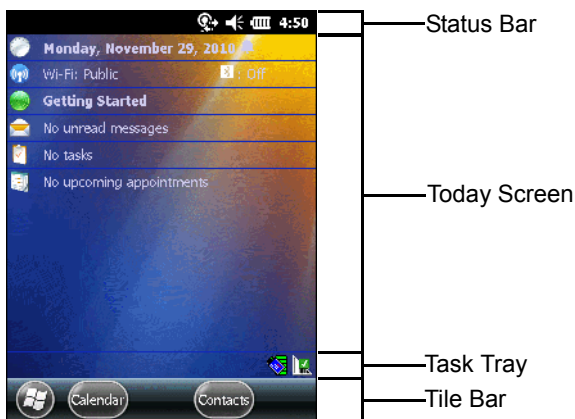 4:50
Status Bar
Monday, November 29, 2010
Wi-Fi: Public : Off
Getting Started
No unread messages
No tasks
No upcoming appointments
Today Screen
Task Tray
Calendar Contacts
Tile Bar